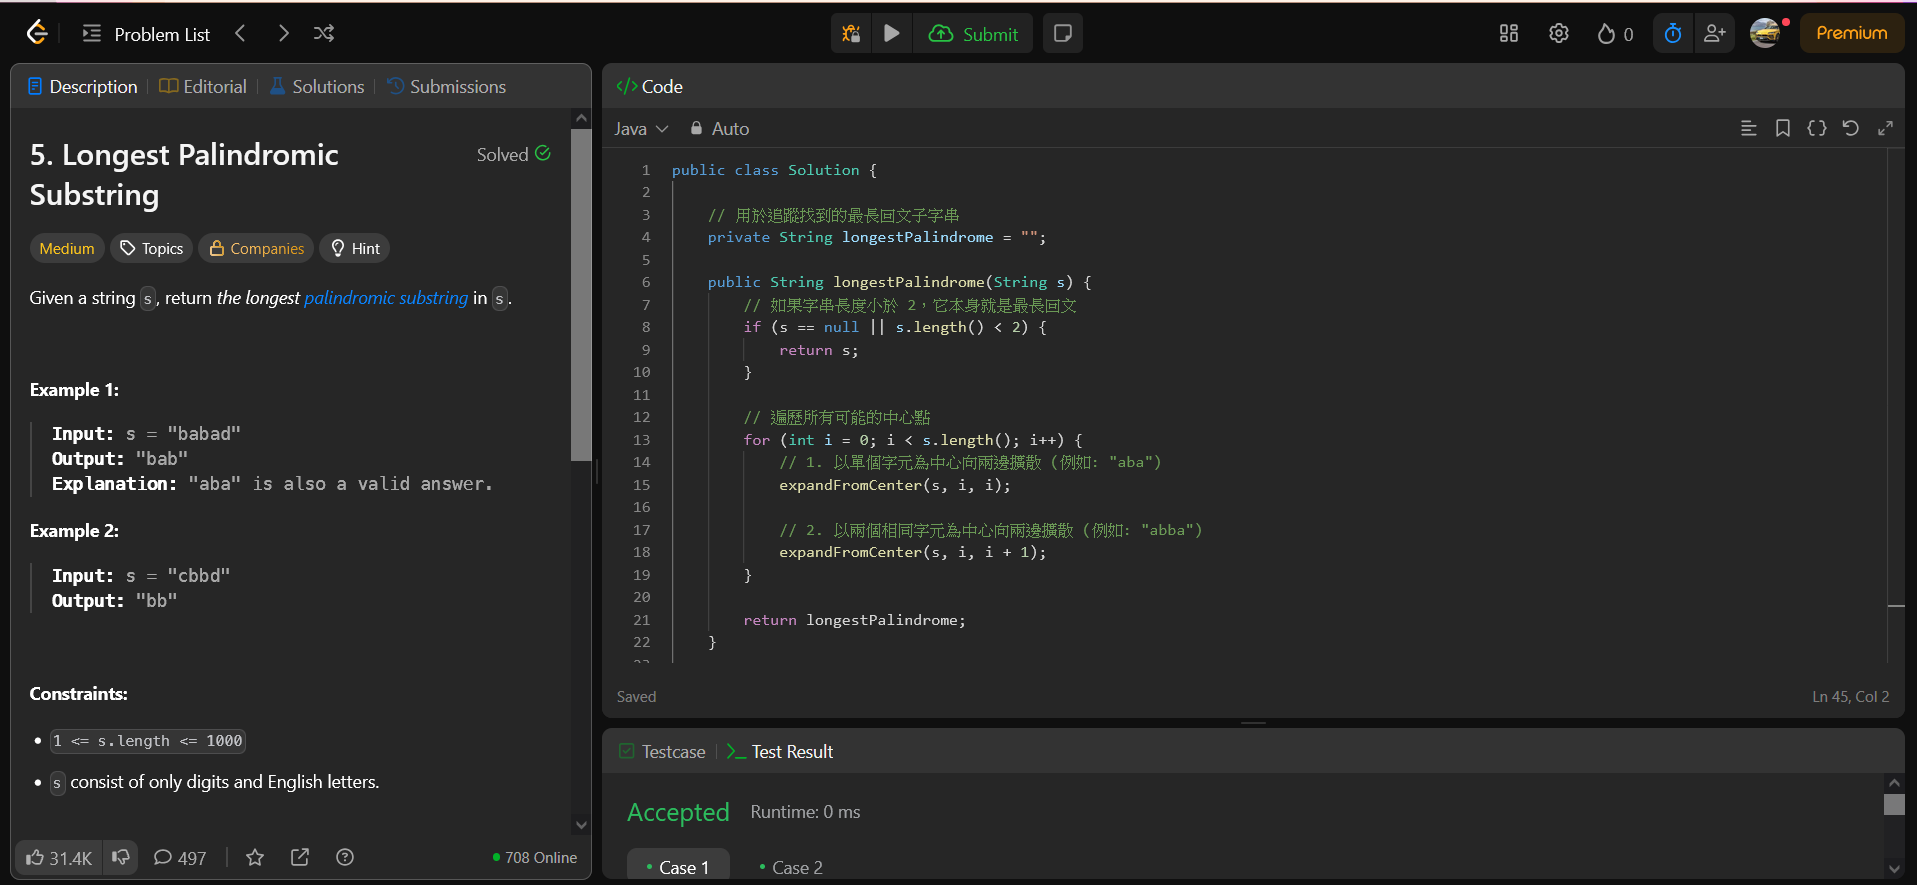 Problem List
Submit
0
Premium
Description
Editorial
Solutions
Submissions
5. Longest Palindromic
Substring
Solved
Medium
Topics
Companies
Hint
Given a string s, return the longest palindromic substring in s.
Example 1:
Input: s = "babad"
Output: "bab"
Explanation: "aba" is also a valid answer.
Example 2:
Input: s = "cbbd"
Output: "bb"
Constraints:
• 1 <= s.length <= 1000
• s consist of only digits and English letters.
31.4K
497
708 Online
</> Code
Java
Auto
1 public class Solution {
2
3 // 用於追蹤找到的最長回文子字串
4 private String longestPalindrome = "";
5
6 public String longestPalindrome(String s) {
7 // 如果字串長度小於 2，它本身就是最長回文
8 if (s == null || s.length() < 2) {
9 return s;
10 }
11
12 // 遍歷所有可能的中心點
13 for (int i = 0; i < s.length(); i++) {
14 // 1. 以單個字元為中心向兩邊擴散 (例如: "aba")
15 expandFromCenter(s, i, i);
16
17 // 2. 以兩個相同字元為中心向兩邊擴散 (例如: "abba")
18 expandFromCenter(s, i, i + 1);
19 }
20
21 return longestPalindrome;
22 }
23
Saved
Ln 45, Col 2
Testcase
Test Result
Accepted
Runtime: 0 ms
Case 1
Case 2